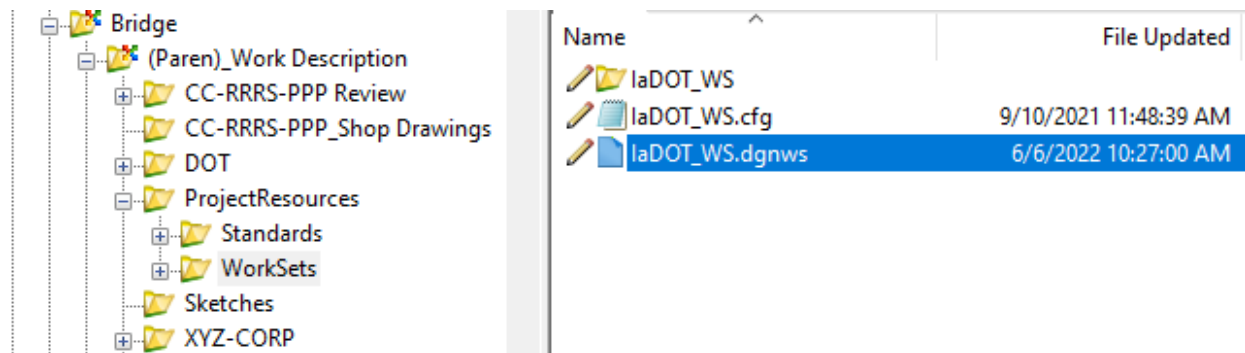 Bridge
(Paren)_Work Description
CC-RRRS-PPP Review
CC-RRRS-PPP_Shop Drawings
DOT
ProjectResources
Standards
WorkSets
Sketches
XYZ-CORP
Name File Updated
IaDOT_WS
IaDOT_WS.cfg 9/10/2021 11:48:39 AM
IaDOT_WS.dgnws 6/6/2022 10:27:00 AM